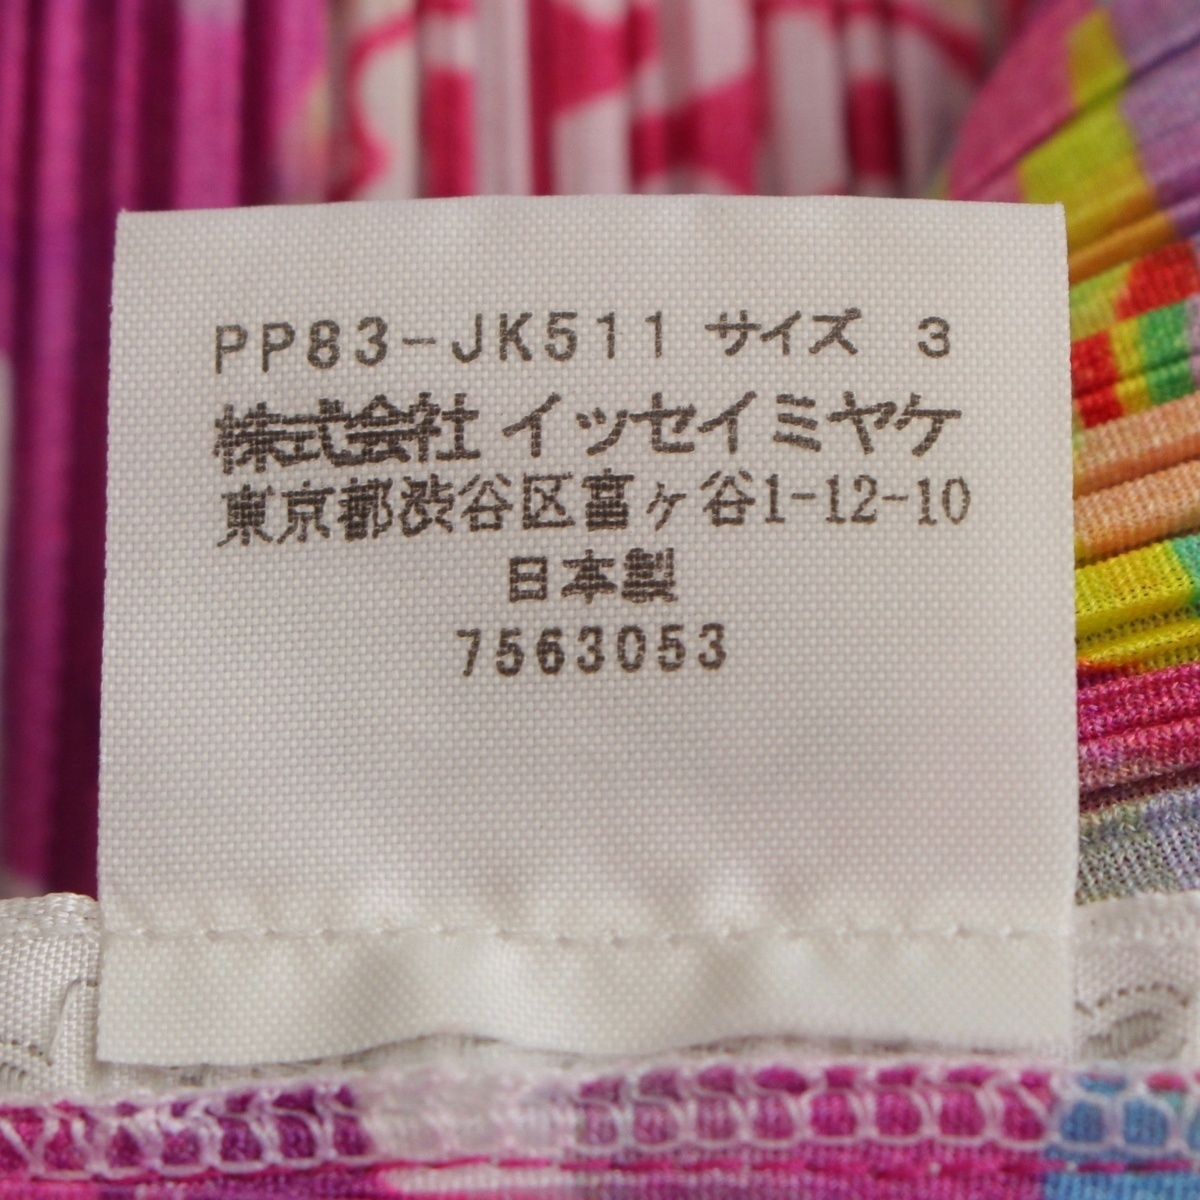 PP83-JK511 サイズ 3
株式会社 イッセイミヤケ
東京都渋谷区富ヶ谷1-12-10
日本製
7563053